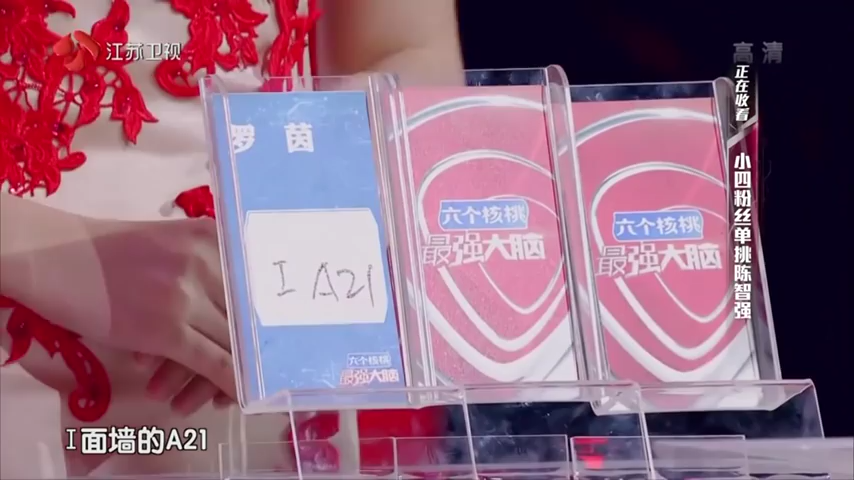 江苏卫视
高清
正在收看
小四粉丝单挑陈智强
罗 茵
I A21
六个核桃
最强大脑
六个核桃
最强大脑
六个核桃
最强大脑
I面墙的A21